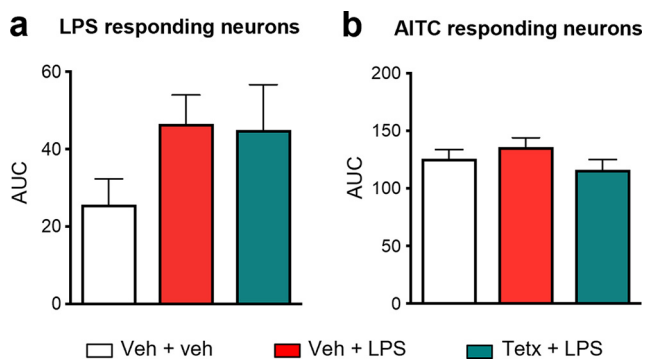 a LPS responding neurons
60
40
20
0
AUC
b AITC responding neurons
200
150
100
50
0
AUC
Veh + veh Veh + LPS Tetx + LPS